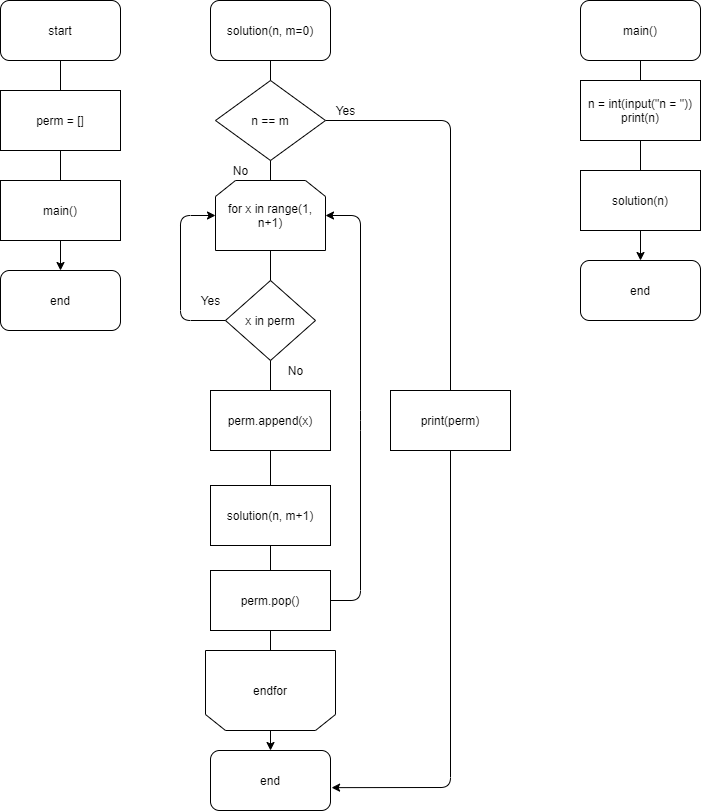 start
perm = []
main()
end
solution(n, m=0)
n == m
Yes
No
for x in range(1,
n+1)
Yes
x in perm
No
perm.append(x)
solution(n, m+1)
perm.pop()
endfor
end
print(perm)
main()
n = int(input("n = "))
print(n)
solution(n)
end